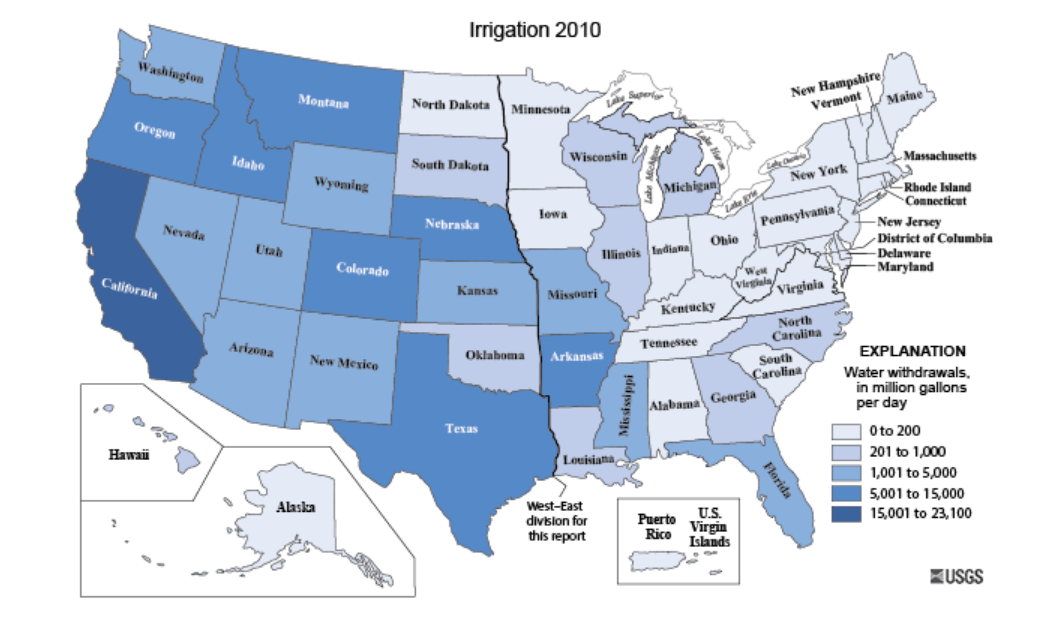 Irrigation 2010
Washington
Oregon
Montana
Idaho
Wyoming
Nevada
Utah
Colorado
California
Arizona
New Mexico
North Dakota
South Dakota
Nebraska
Kansas
Oklahoma
Texas
Minnesota
Iowa
Missouri
Arkansas
Louisiana
Wisconsin
Illinois
Michigan
Indiana
Ohio
Kentucky
Tennessee
Mississippi
Alabama
Georgia
Florida
South
Carolina
North
Carolina
Virginia
West
Virginia
Pennsylvania
New York
New Hampshire
Vermont
Maine
Massachusetts
Rhode Island
Connecticut
New Jersey
District of Columbia
Delaware
Maryland
Lake Superior
Lake Michigan
Lake Huron
Lake Erie
Lake Ontario
Hawaii
Alaska
West–East
division for
this report
Puerto
Rico
U.S.
Virgin
Islands
EXPLANATION
Water withdrawals,
in million gallons
per day
0 to 200
201 to 1,000
1,001 to 5,000
5,001 to 15,000
15,001 to 23,100
USGS